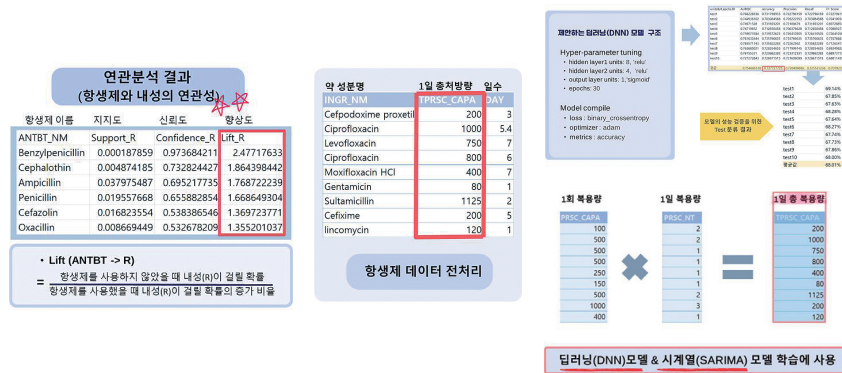 연관분석 결과
(항생제와 내성의 연관성)
항생제 이름 지지도 신뢰도 향상도
ANTBT_NM Support_R Confidence_R Lift_R
Benzylpenicillin 0.000187859 0.973684211 2.47717633
Cephalothin 0.004874185 0.732824427 1.864398442
Ampicillin 0.037975487 0.695217735 1.768722239
Penicillin 0.019557668 0.655882854 1.668649304
Cefazolin 0.016823554 0.538386546 1.369723771
Oxacillin 0.008669449 0.532678209 1.355201037
• Lift (ANTBT -> R)
= 항생제를 사용하지 않았을 때 내성(R)이 걸릴 확률
항생제를 사용했을 때 내성(R)이 걸릴 확률의 증가 비율
약 성분명 1일 총처방량 일수
INGR_NM TPRSC_CAPA DAY
Cefpodoxime proxetil 200 3
Ciprofloxacin 1000 5.4
Levofloxacin 750 7
Ciprofloxacin 800 6
Moxifloxacin HCl 400 7
Gentamicin 80 1
Sultamicillin 1125 2
Cefixime 200 5
lincomycin 120 1
항생제 데이터 전처리
제안하는 딥러닝(DNN) 모델 구조
Hyper-parameter tuning
• hidden layer1 units: 8, 'relu'
• hidden layer2 units: 4, 'relu'
• output layer units: 1,'sigmoid'
• epochs: 30
Model compile
• loss : binary_crossentropy
• optimizer : adam
• metrics : accuracy
모델의 성능 검증을 위한
Test 분류 결과
test1 69.14%
test2 67.85%
test3 67.63%
test4 68.28%
test5 67.64%
test6 68.27%
test7 67.74%
test8 67.73%
test9 67.86%
test10 68.00%
평균값 68.01%
1회 복용량 1일 복용량 1일 총 복용량
PRSC_CAPA PRSC_NT TPRSC_CAPA
100 2 200
500 2 1000
500 1 750
500 1 800
250 1 400
150 1 80
500 2 1125
1000 3 200
400 1 120
딥러닝(DNN)모델 & 시계열(SARIMA) 모델 학습에 사용